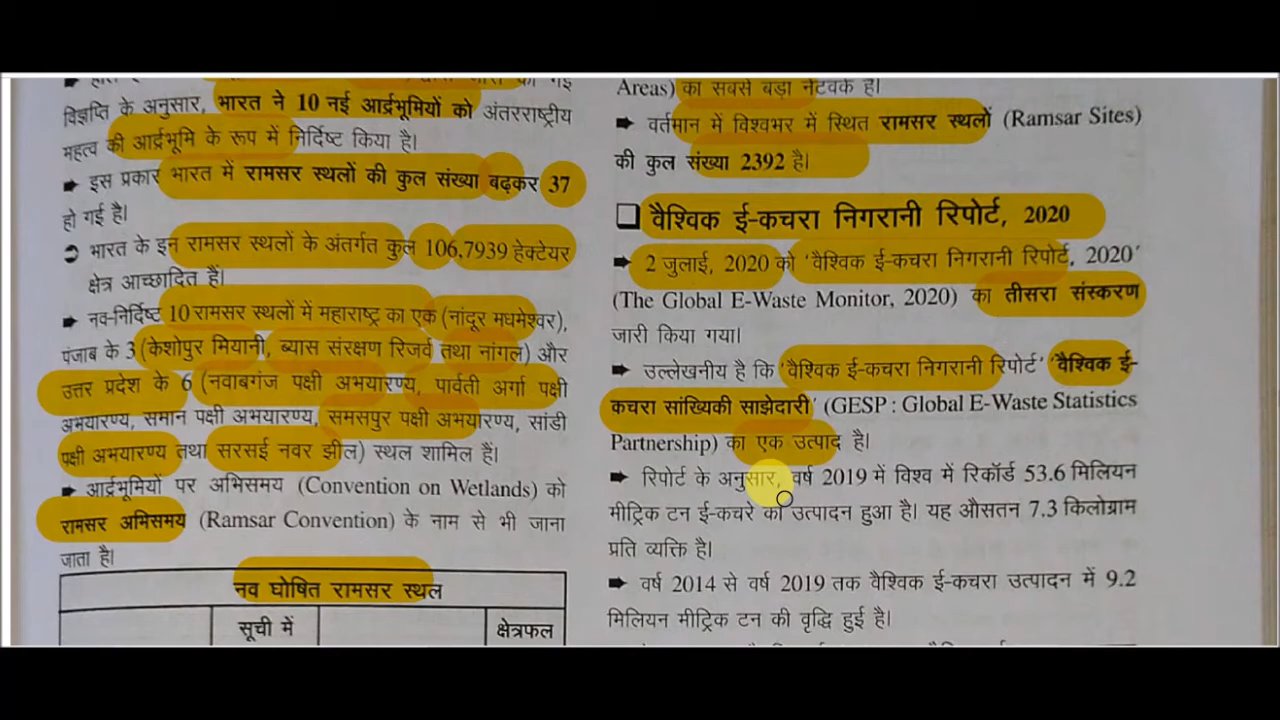 विज्ञप्ति के अनुसार, भारत ने 10 नई आर्द्रभूमियों को अंतरराष्ट्रीय
महत्व की आर्द्रभूमि के रूप में निर्दिष्ट किया है।
➡ इस प्रकार भारत में रामसर स्थलों की कुल संख्या बढ़कर 37
हो गई है।
➲ भारत के इन रामसर स्थलों के अंतर्गत कुल 106,7939 हेक्टेयर
क्षेत्र आच्छादित हैं।
➡ नव-निर्दिष्ट 10 रामसर स्थलों में महाराष्ट्र का एक (नांदूर मधमेश्वर),
पंजाब के 3 (केशोपुर मियानी, ब्यास संरक्षण रिजर्व तथा नांगल) और
उत्तर प्रदेश के 6 (नवाबगंज पक्षी अभयारण्य, पार्वती अर्गा पक्षी
अभयारण्य, समान पक्षी अभयारण्य, समसपुर पक्षी अभयारण्य, सांडी
पक्षी अभयारण्य तथा सरसई नवर झील) स्थल शामिल हैं।
➡ आर्द्रभूमियों पर अभिसमय (Convention on Wetlands) को
रामसर अभिसमय (Ramsar Convention) के नाम से भी जाना
जाता है।
नव घोषित रामसर स्थल
सूची में क्षेत्रफल
Areas) का सबसे बड़ा नेटवर्क है।
➡ वर्तमान में विश्वभर में स्थित रामसर स्थलों (Ramsar Sites)
की कुल संख्या 2392 है।
❑ वैश्विक ई-कचरा निगरानी रिपोर्ट, 2020
➡ 2 जुलाई, 2020 को 'वैश्विक ई-कचरा निगरानी रिपोर्ट, 2020'
(The Global E-Waste Monitor, 2020) का तीसरा संस्करण
जारी किया गया।
➡ उल्लेखनीय है कि 'वैश्विक ई-कचरा निगरानी रिपोर्ट' 'वैश्विक ई-
कचरा सांख्यिकी साझेदारी' (GESP : Global E-Waste Statistics
Partnership) का एक उत्पाद है।
➡ रिपोर्ट के अनुसार, वर्ष 2019 में विश्व में रिकॉर्ड 53.6 मिलियन
मीट्रिक टन ई-कचरे का उत्पादन हुआ है। यह औसतन 7.3 किलोग्राम
प्रति व्यक्ति है।
➡ वर्ष 2014 से वर्ष 2019 तक वैश्विक ई-कचरा उत्पादन में 9.2
मिलियन मीट्रिक टन की वृद्धि हुई है।